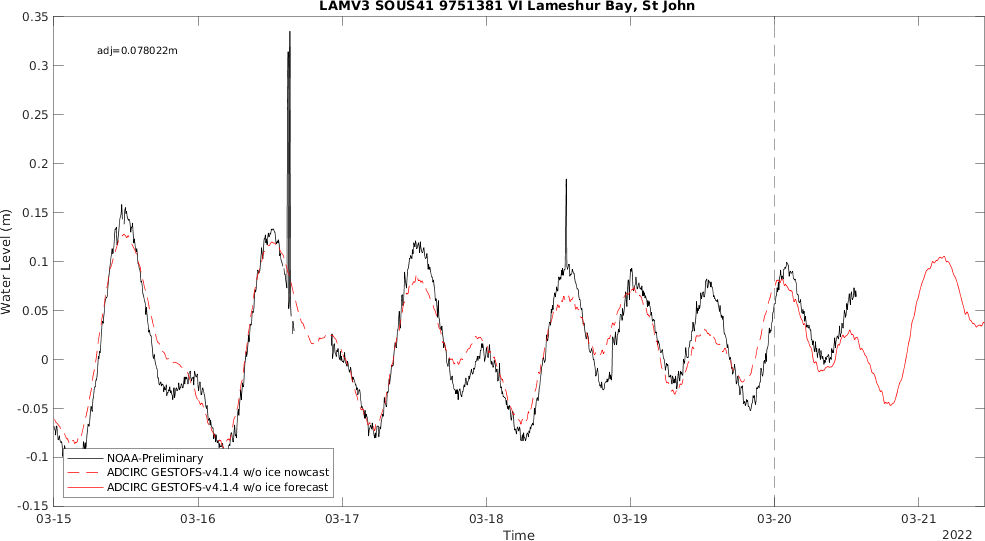 LAMV3 SOUS41 9751381 VI Lameshur Bay, St John
adj=0.078022m
0.35
0.3
0.25
0.2
0.15
0.1
0.05
0
-0.05
-0.1
-0.15
Water Level (m)
NOAA-Preliminary
ADCIRC GESTOFS-v4.1.4 w/o ice nowcast
ADCIRC GESTOFS-v4.1.4 w/o ice forecast
03-15 03-16 03-17 03-18 03-19 03-20 03-21
Time
2022